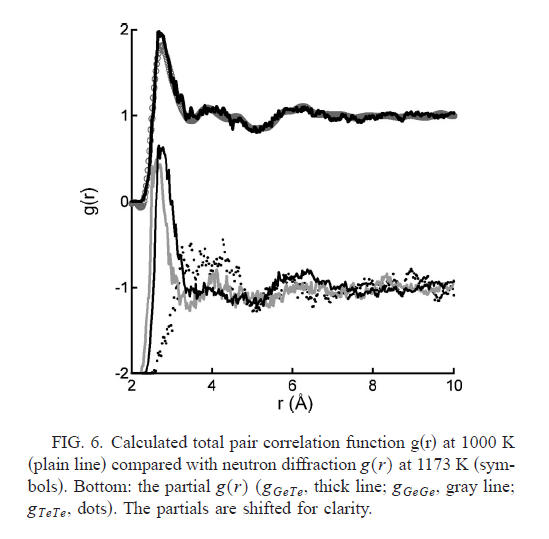 2
1
0
-1
-2
g(r)
2 4 6 8 10
r (Å)
FIG. 6. Calculated total pair correlation function g(r) at 1000 K
(plain line) compared with neutron diffraction g(r) at 1173 K (sym-
bols). Bottom: the partial g(r) (gGeTe, thick line; gGeGe, gray line;
gTeTe, dots). The partials are shifted for clarity.